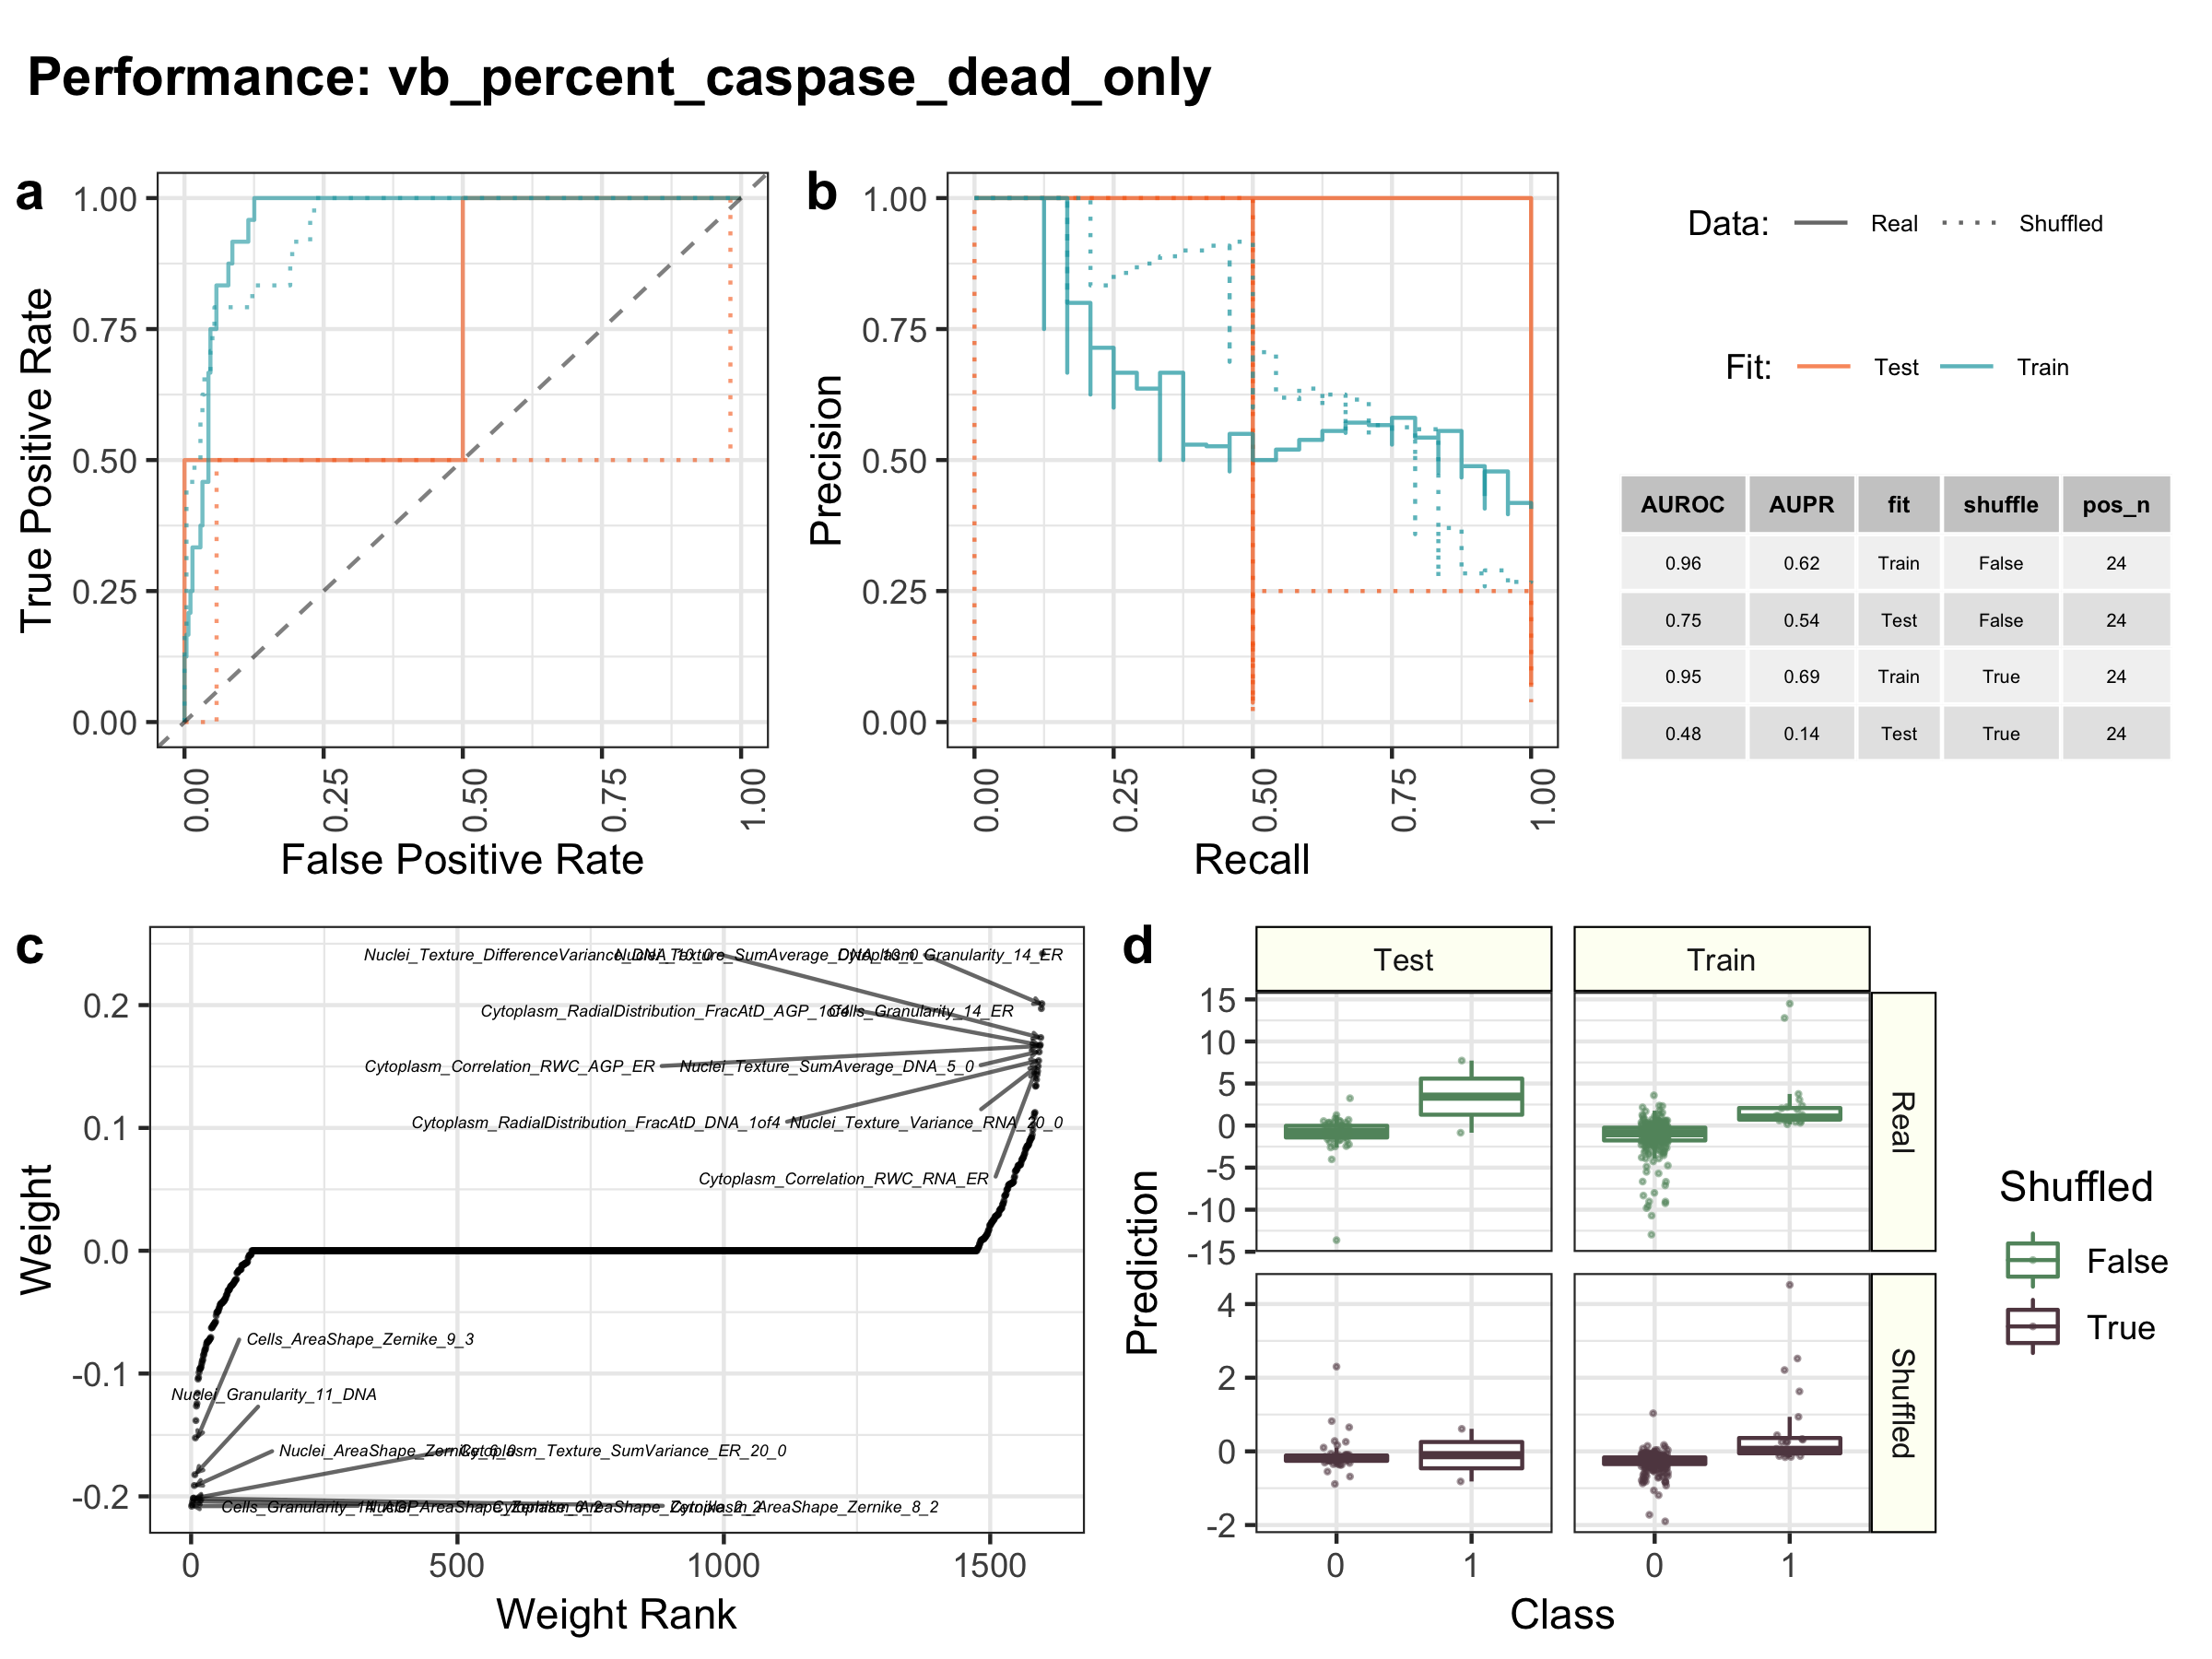 Performance: vb_percent_caspase_dead_only
a
True Positive Rate
1.00
0.75
0.50
0.25
0.00
0.00
0.25
0.50
0.75
1.00
False Positive Rate
b
Precision
1.00
0.75
0.50
0.25
0.00
0.00
0.25
0.50
0.75
1.00
Recall
Data: Real Shuffled
Fit: Test Train
AUROC AUPR fit shuffle pos_n
0.96 0.62 Train False 24
0.75 0.54 Test False 24
0.95 0.69 Train True 24
0.48 0.14 Test True 24
c
Weight
0.2
0.1
0.0
-0.1
-0.2
Nuclei_Texture_DifferenceVariance_DNA_10_0
Nuclei_Texture_SumAverage_DNA_10_0
Cytoplasm_Granularity_14_ER
Cytoplasm_RadialDistribution_FracAtD_AGP_1of4
Cells_Granularity_14_ER
Cytoplasm_Correlation_RWC_AGP_ER
Nuclei_Texture_SumAverage_DNA_5_0
Cytoplasm_RadialDistribution_FracAtD_DNA_1of4
Nuclei_Texture_Variance_RNA_20_0
Cytoplasm_Correlation_RWC_RNA_ER
Cells_AreaShape_Zernike_9_3
Nuclei_Granularity_11_DNA
Nuclei_AreaShape_Zernike_6_0
Cytoplasm_Texture_SumVariance_ER_20_0
Cells_Granularity_14_AGP
Nuclei_AreaShape_Zernike_6_2
Cytoplasm_AreaShape_Zernike_2_2
Cytoplasm_AreaShape_Zernike_8_2
0
500
1000
1500
Weight Rank
d
Test
Train
Real
Shuffled
Prediction
15
10
5
0
-5
-10
-15
4
2
0
-2
0
1
0
1
Class
Shuffled
False
True